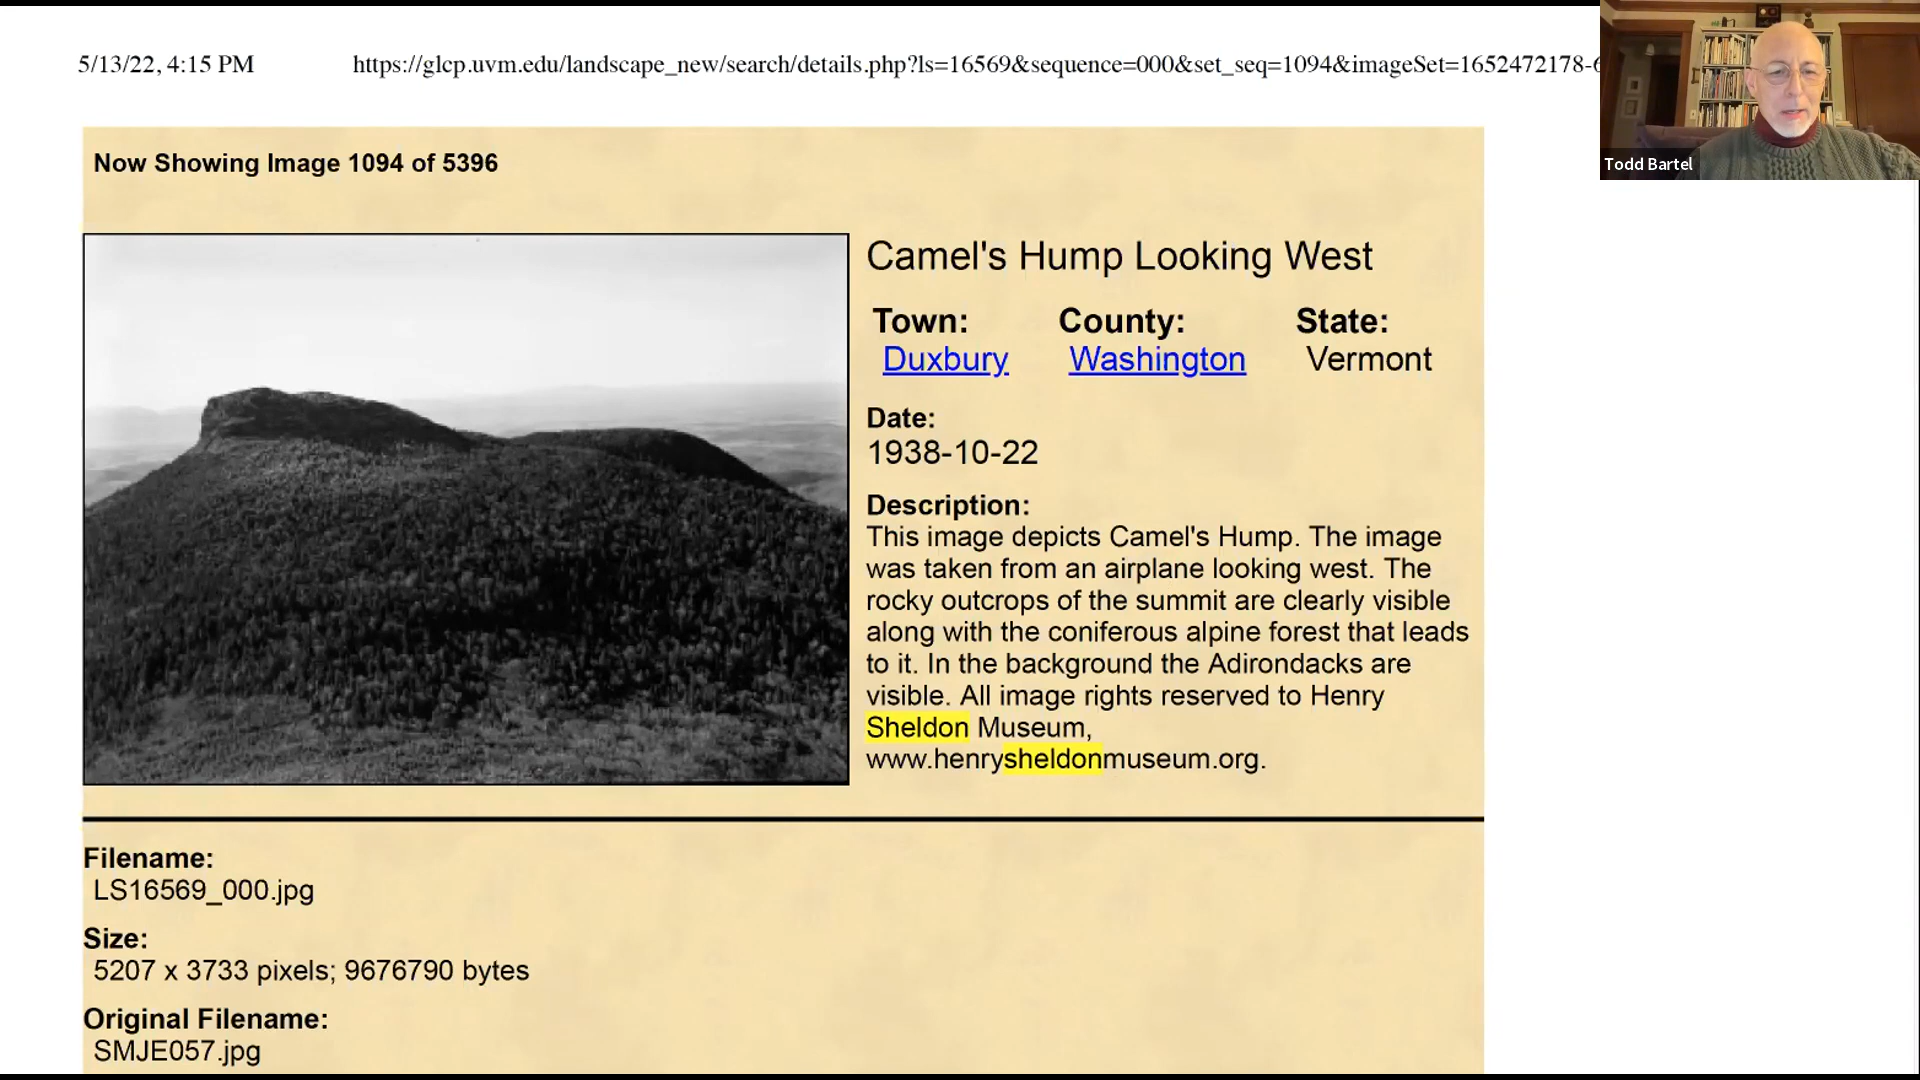 5/13/22, 4:15 PM
https://glcp.uvm.edu/landscape_new/search/details.php?ls=16569&sequence=000&set_seq=1094&imageSet=1652472178-6
Todd Bartel
Now Showing Image 1094 of 5396
Camel's Hump Looking West
Town: County: State:
Duxbury Washington Vermont
Date:
1938-10-22
Description:
This image depicts Camel's Hump. The image
was taken from an airplane looking west. The
rocky outcrops of the summit are clearly visible
along with the coniferous alpine forest that leads
to it. In the background the Adirondacks are
visible. All image rights reserved to Henry
Sheldon Museum,
www.henrysheldonmuseum.org.
Filename:
LS16569_000.jpg
Size:
5207 x 3733 pixels; 9676790 bytes
Original Filename:
SMJE057.jpg